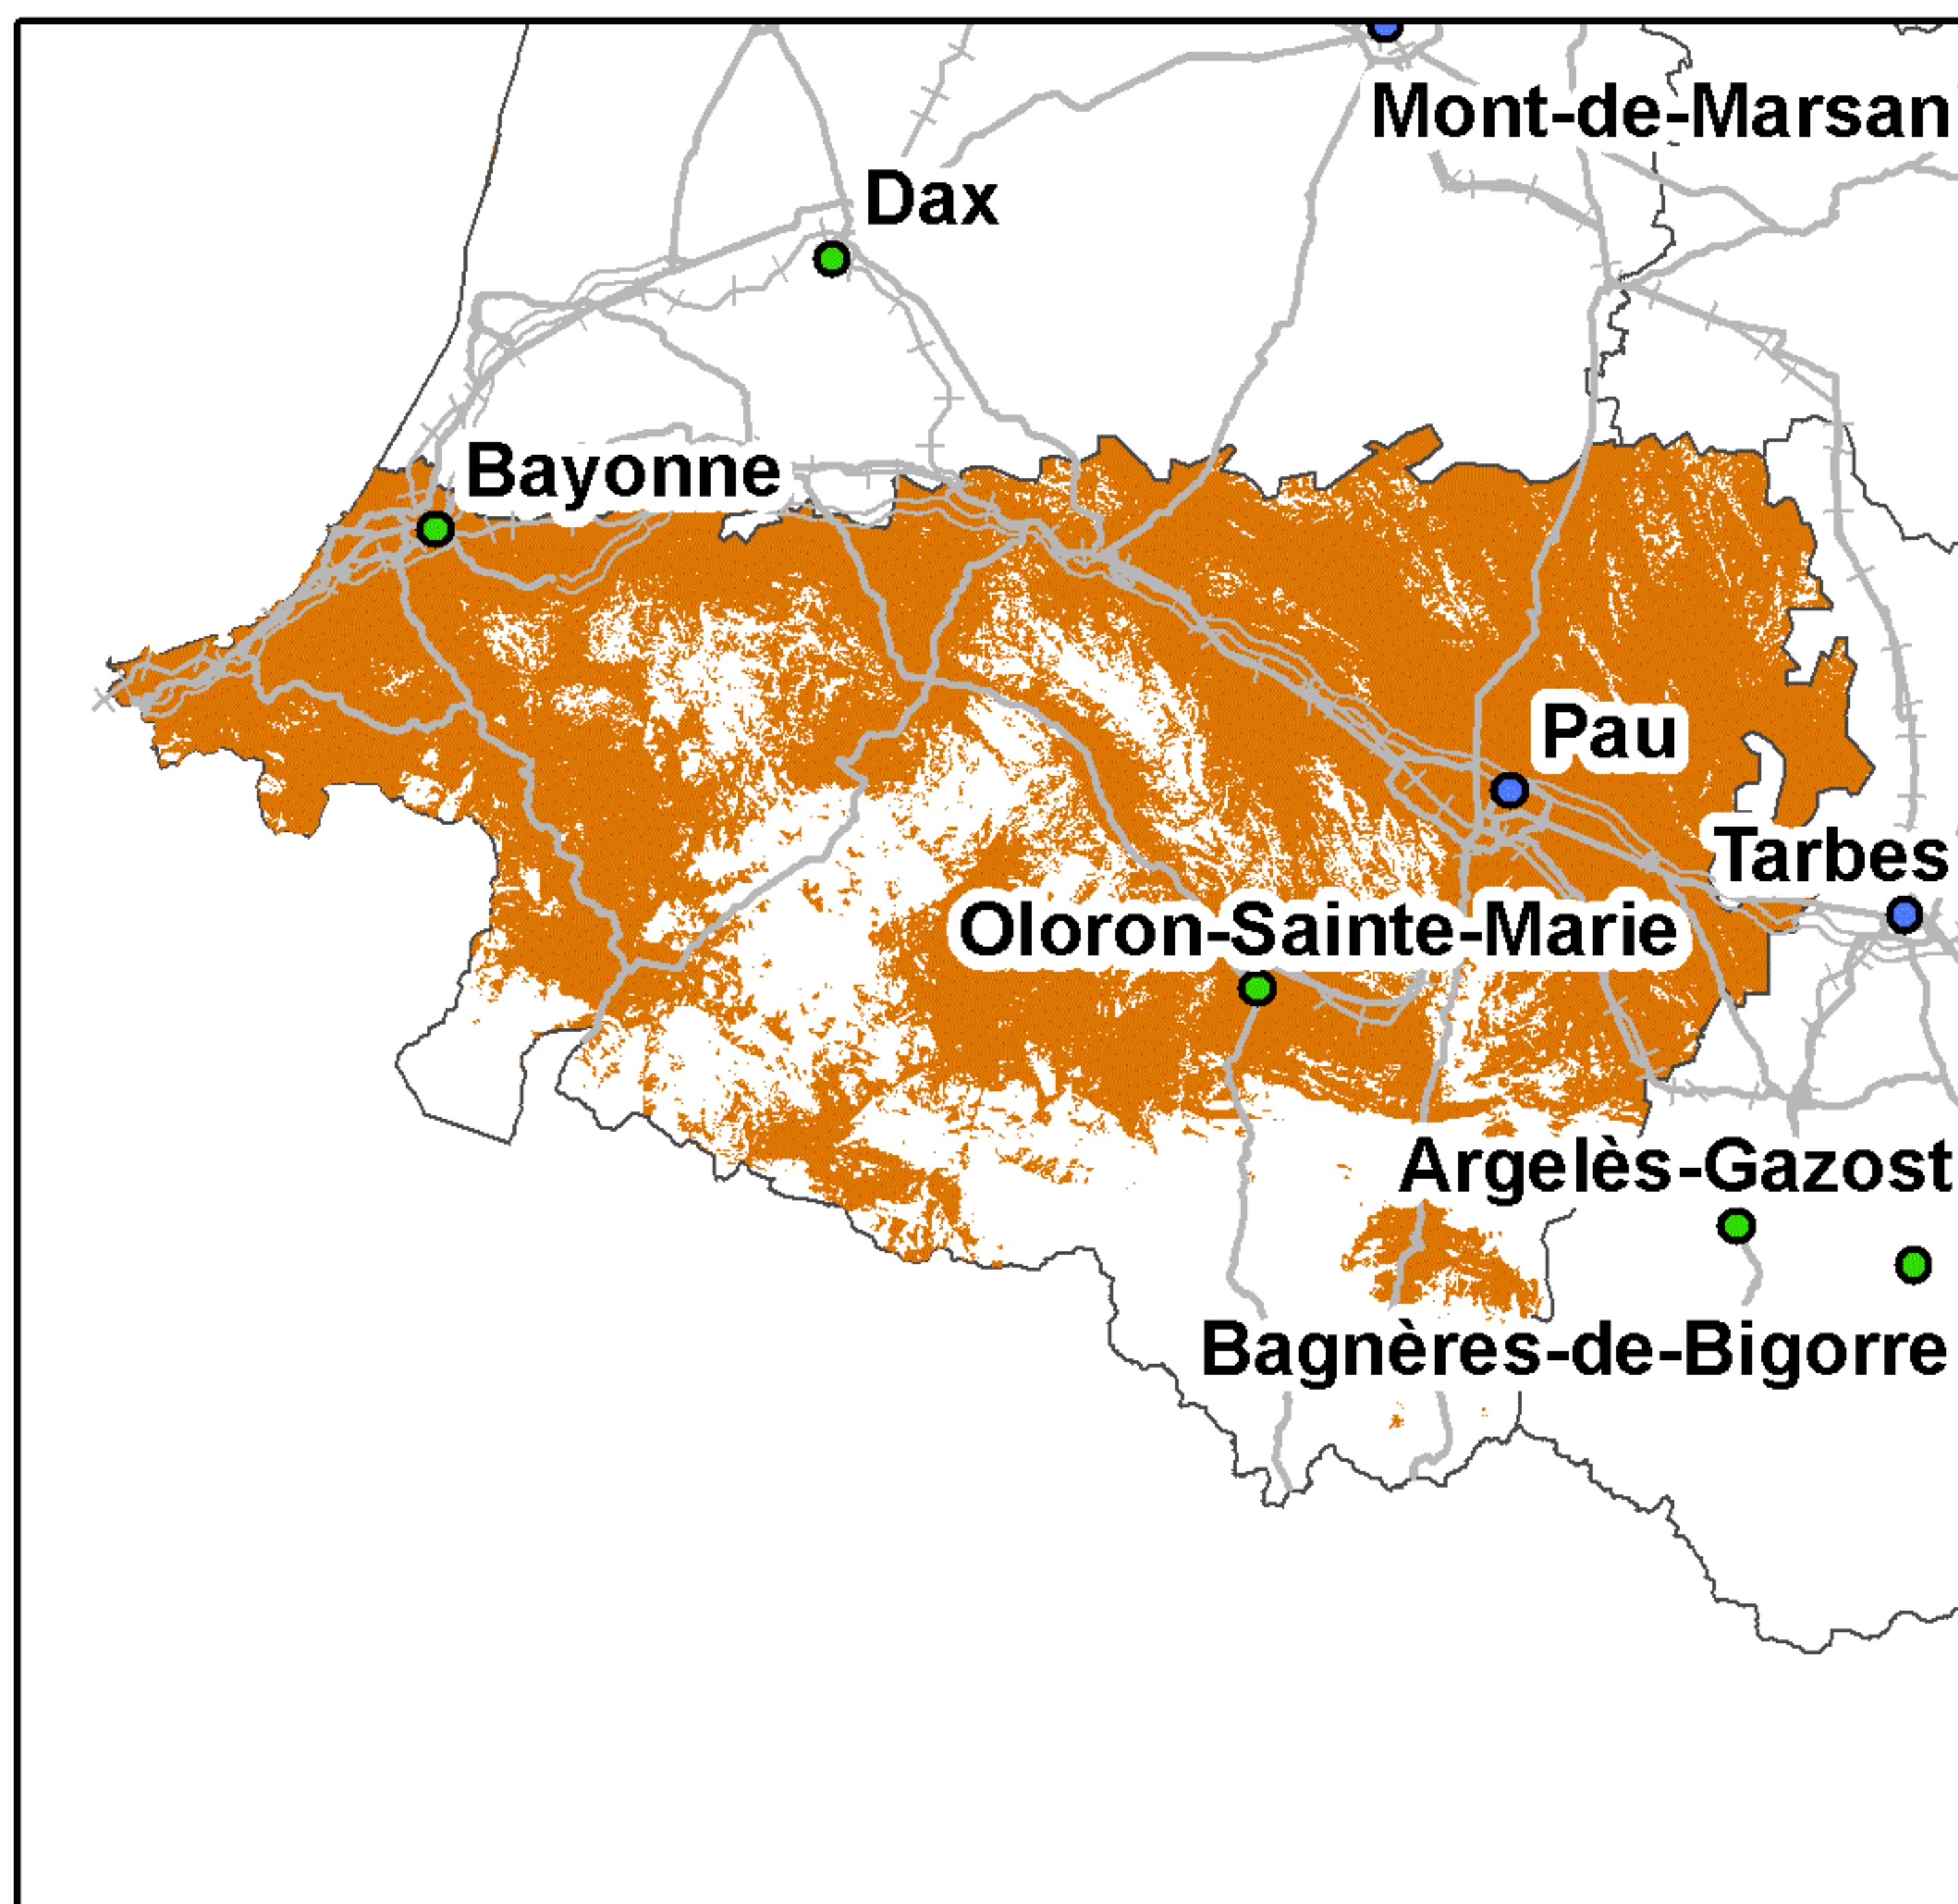 Mont-de-Marsan
Dax
Bayonne
Pau
Tarbes
Oloron-Sainte-Marie
Argelès-Gazost
Bagnères-de-Bigorre